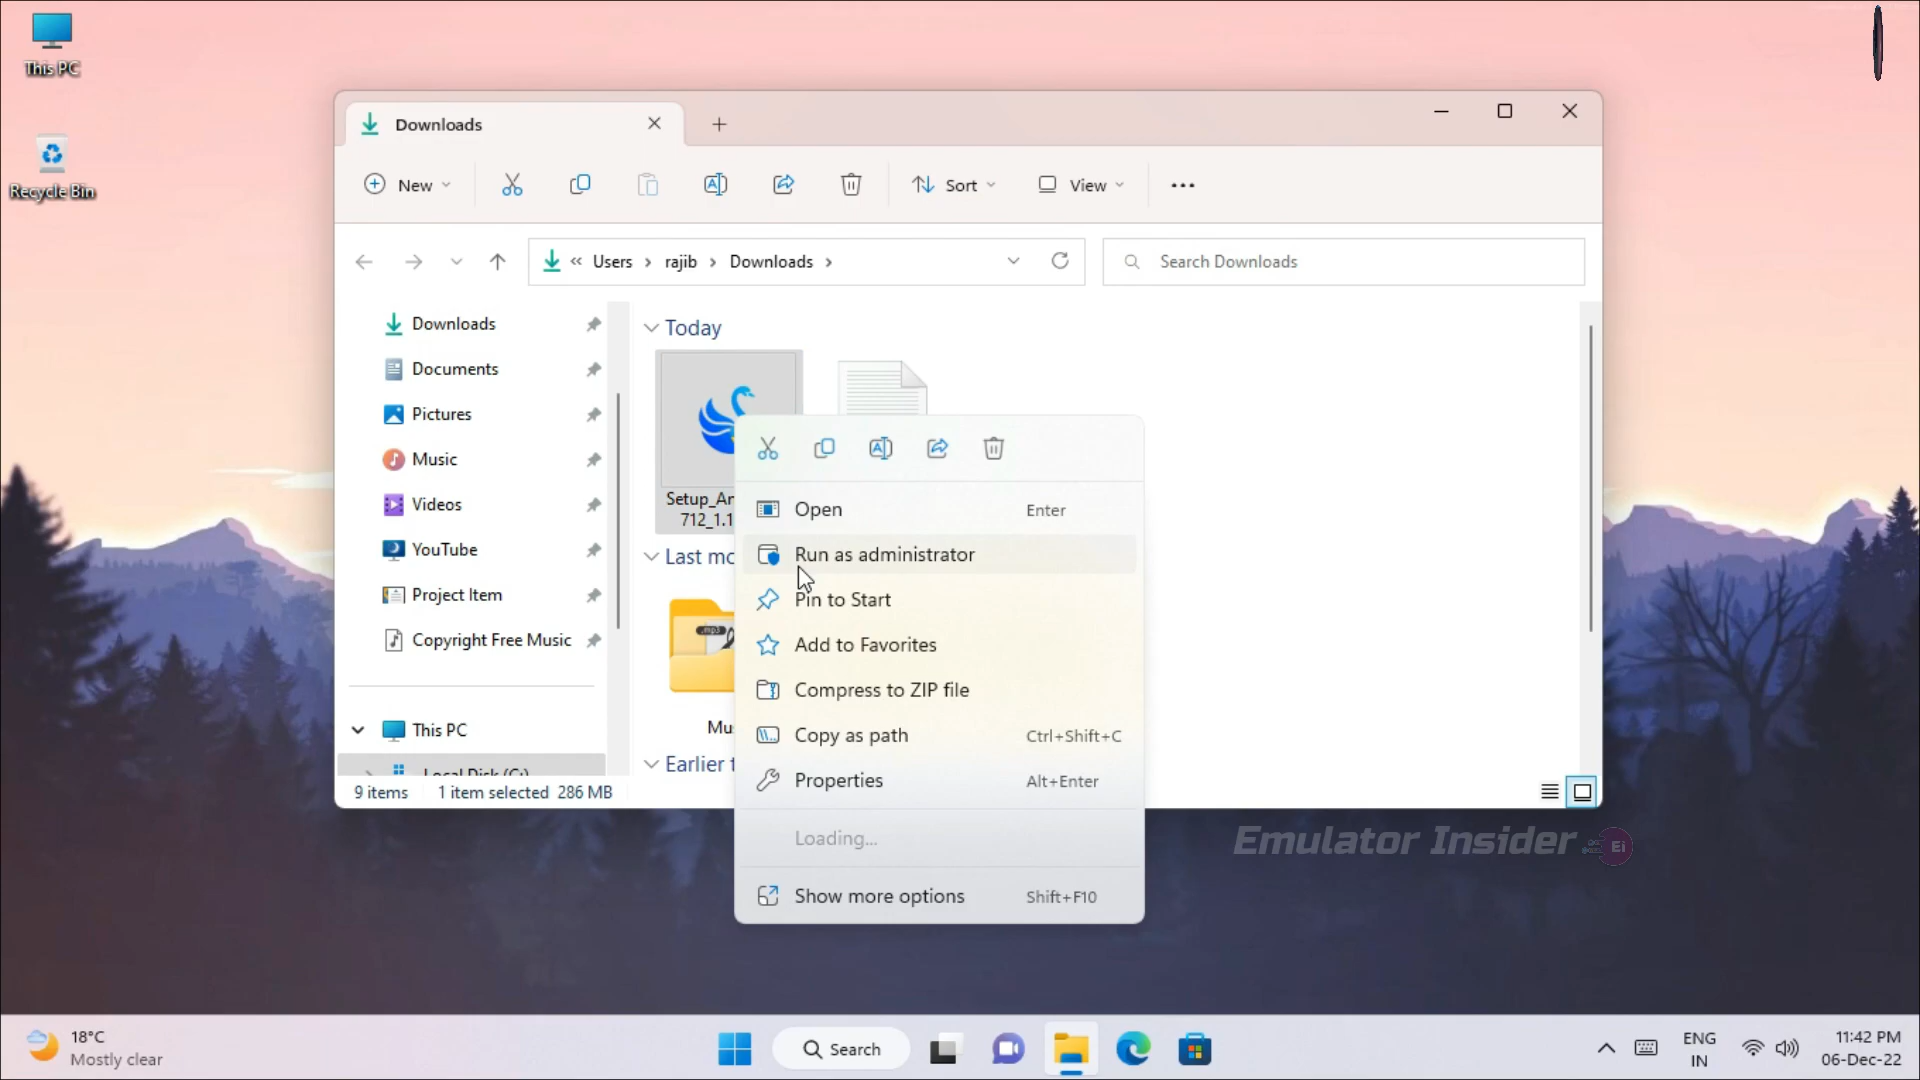 This PC
Recycle Bin
Downloads
New
Sort
View
Users
rajib
Downloads
Search Downloads
Downloads
Documents
Pictures
Music
Videos
YouTube
Project Item
Copyright Free Music
This PC
Local Disk (C:)
Today
Setup_An
712_1.1
Last mo
.mp3
Mu
Earlier t
Open Enter
Run as administrator
Pin to Start
Add to Favorites
Compress to ZIP file
Copy as path Ctrl+Shift+C
Properties Alt+Enter
Loading...
Show more options Shift+F10
9 items 1 item selected 286 MB
Emulator Insider
Ei
18°C
Mostly clear
Search
ENG
IN
11:42 PM
06-Dec-22